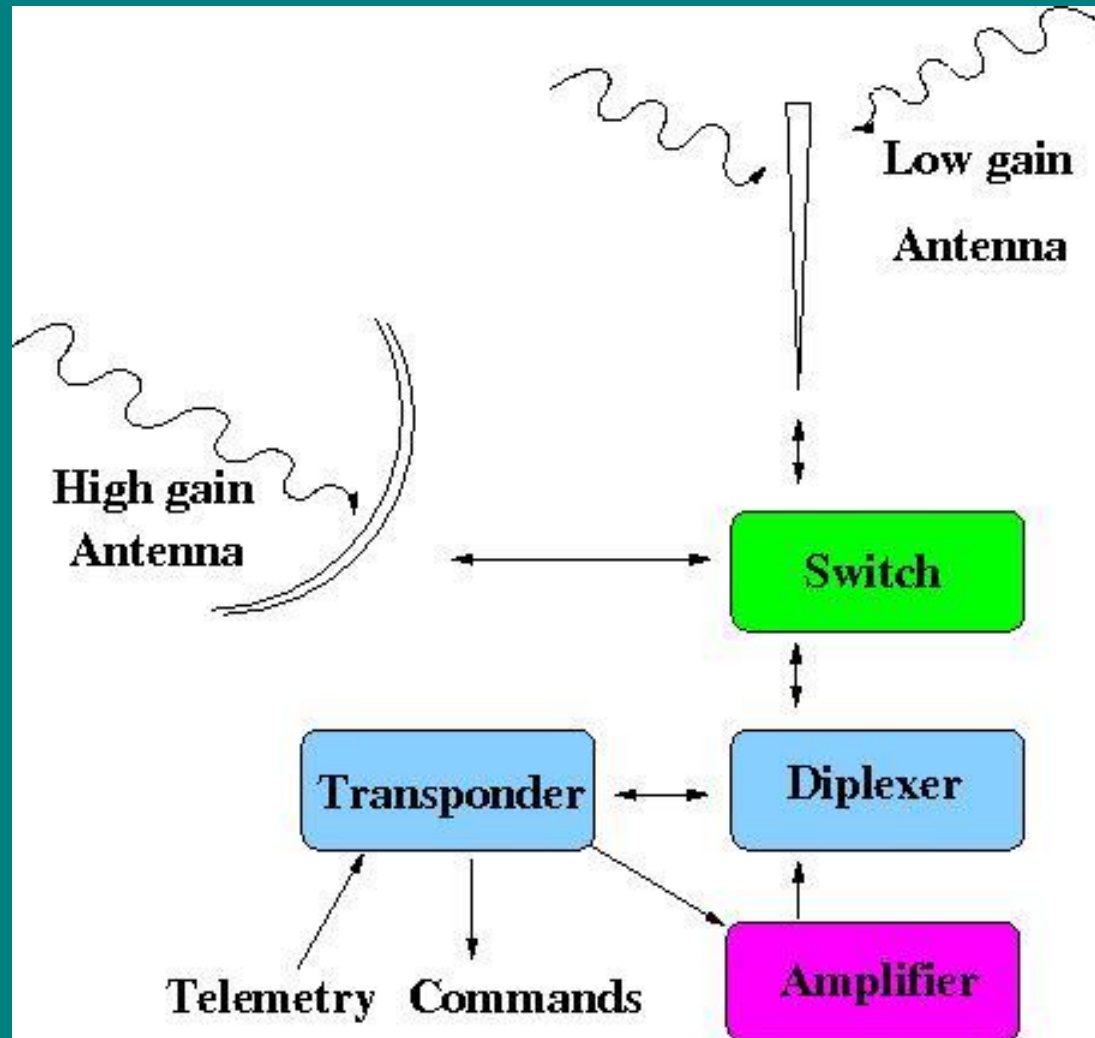 Low gain
Antenna
High gain
Antenna
Switch
Transponder
Diplexer
Telemetry
Commands
Amplifier